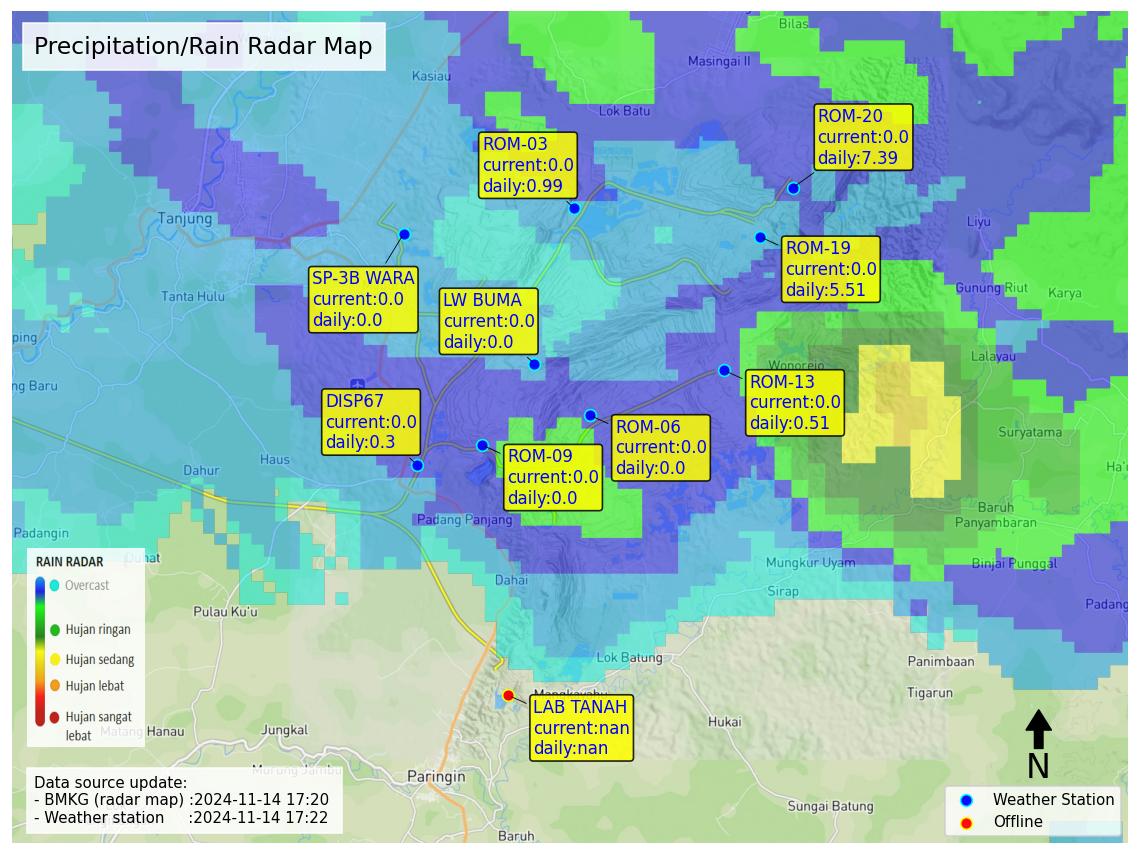 Precipitation/Rain Radar Map
Bilas
Masingai II
Kasiau
Lok Batu
ROM-20
current:0.0
daily:7.39
ROM-03
current:0.0
daily:0.99
Tanjung
Liyu
ROM-19
current:0.0
daily:5.51
SP-3B WARA
current:0.0
daily:0.0
LW BUMA
current:0.0
daily:0.0
Tanta Hulu
Gunung Riut
Karya
ping
Lalayau
Wonorejo
ng Baru
ROM-13
current:0.0
daily:0.51
DISP67
current:0.0
daily:0.3
ROM-06
current:0.0
daily:0.0
Suryatama
ROM-09
current:0.0
daily:0.0
Haus
Dahur
Ha'u
Padang Panjang
Baruh
Panyambaran
Padangin
Mungkur Uyam
Binjai Punggal
Dahai
Sirap
Padang
RAIN RADAR
Overcast
Hujan ringan
Hujan sedang
Hujan lebat
Hujan sangat
lebat
Pulau Ku'u
Lok Batung
Panimbaan
Tigarun
LAB TANAH
current:nan
daily:nan
Hukai
Jungkal
Matang Hanau
Murung Jambu
Paringin
N
Sungai Batung
Baruh
Data source update:
- BMKG (radar map) :2024-11-14 17:20
- Weather station :2024-11-14 17:22
Weather Station
Offline